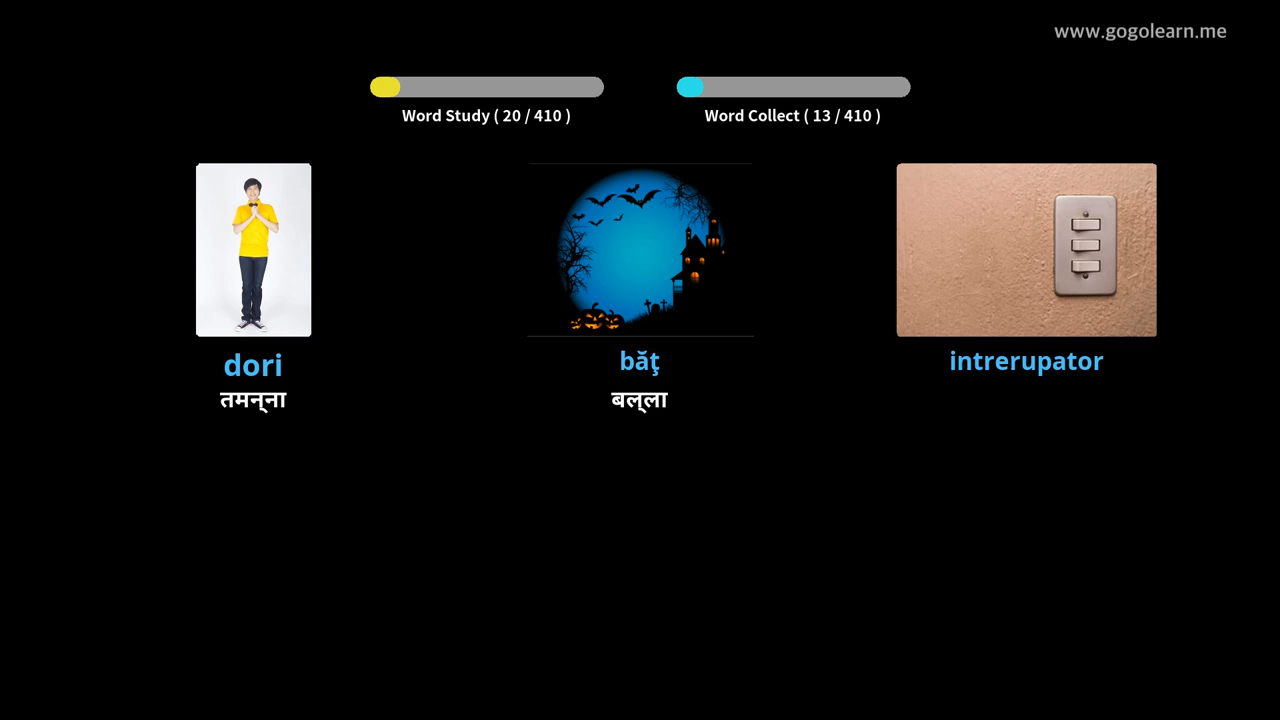 www.gogolearn.me
Word Study ( 20 / 410 )
Word Collect ( 13 / 410 )
dori
băţ
intrerupator
तमन्ना
बल्ला